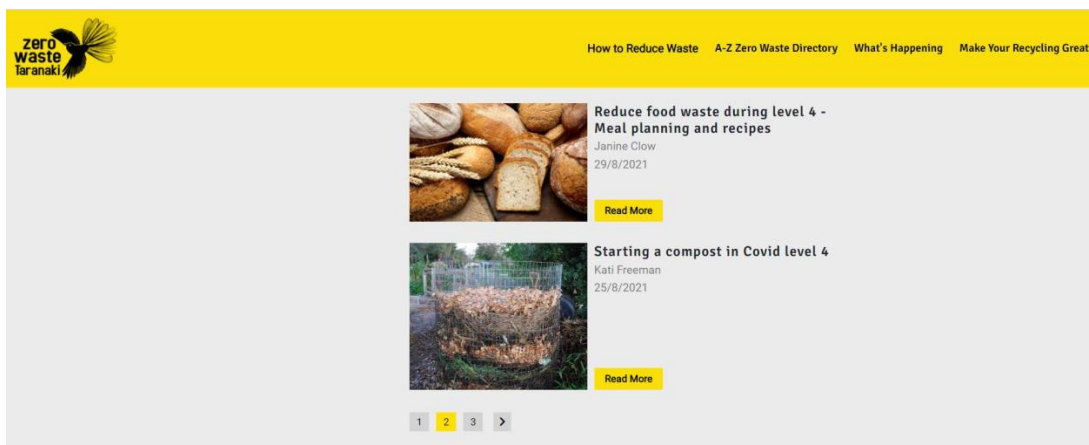 zero
waste
Taranaki
How to Reduce Waste A-Z Zero Waste Directory What's Happening Make Your Recycling Great
Reduce food waste during level 4 -
Meal planning and recipes
Janine Clow
29/8/2021
Read More
Starting a compost in Covid level 4
Kati Freeman
25/8/2021
Read More
1 2 3 >